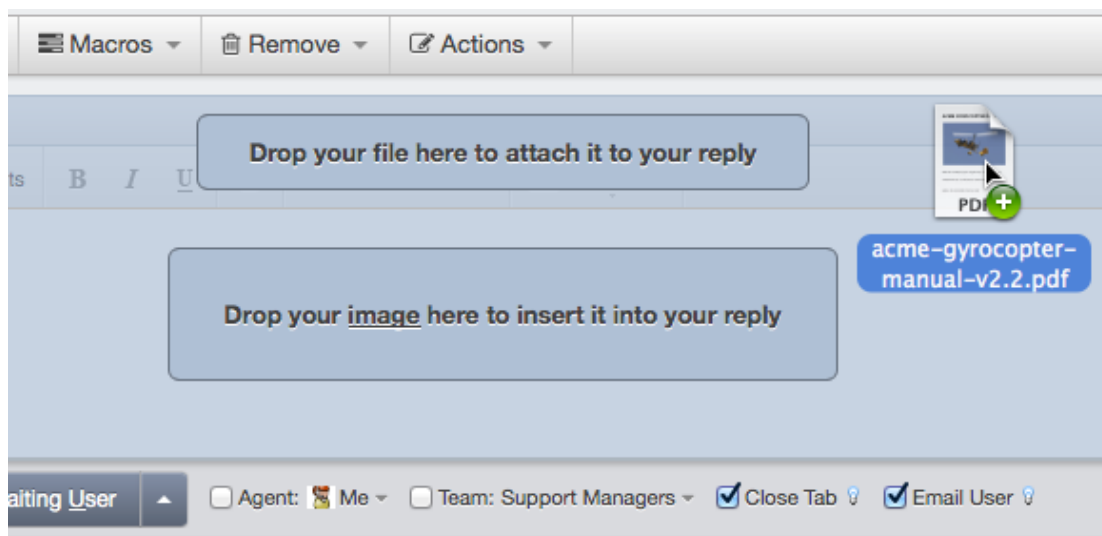 Macros Remove Actions
Drop your file here to attach it to your reply
ts B I U
PDF
acme-gyrocopter-
manual-v2.2.pdf
Drop your image here to insert it into your reply
aiting User Agent: Me Team: Support Managers Close Tab Email User